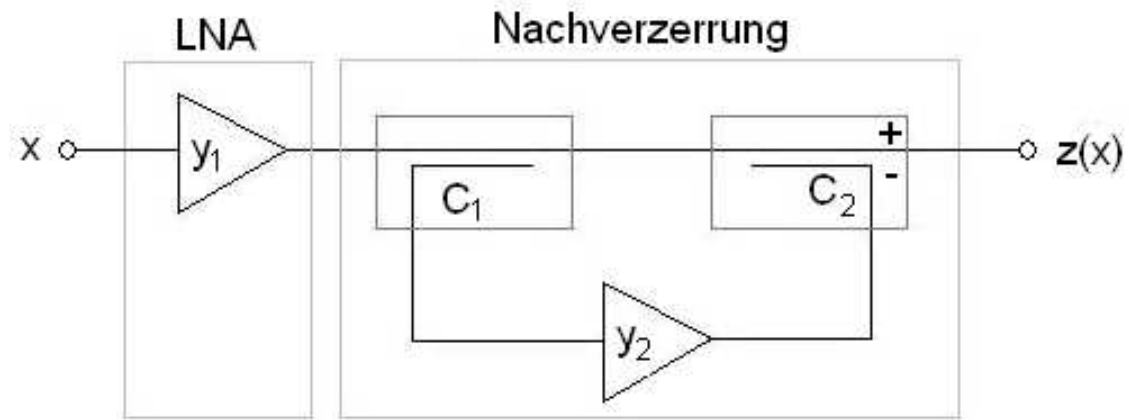 LNA
Nachverzerrung
x
y₁
C₁
C₂
+
-
z(x)
y₂